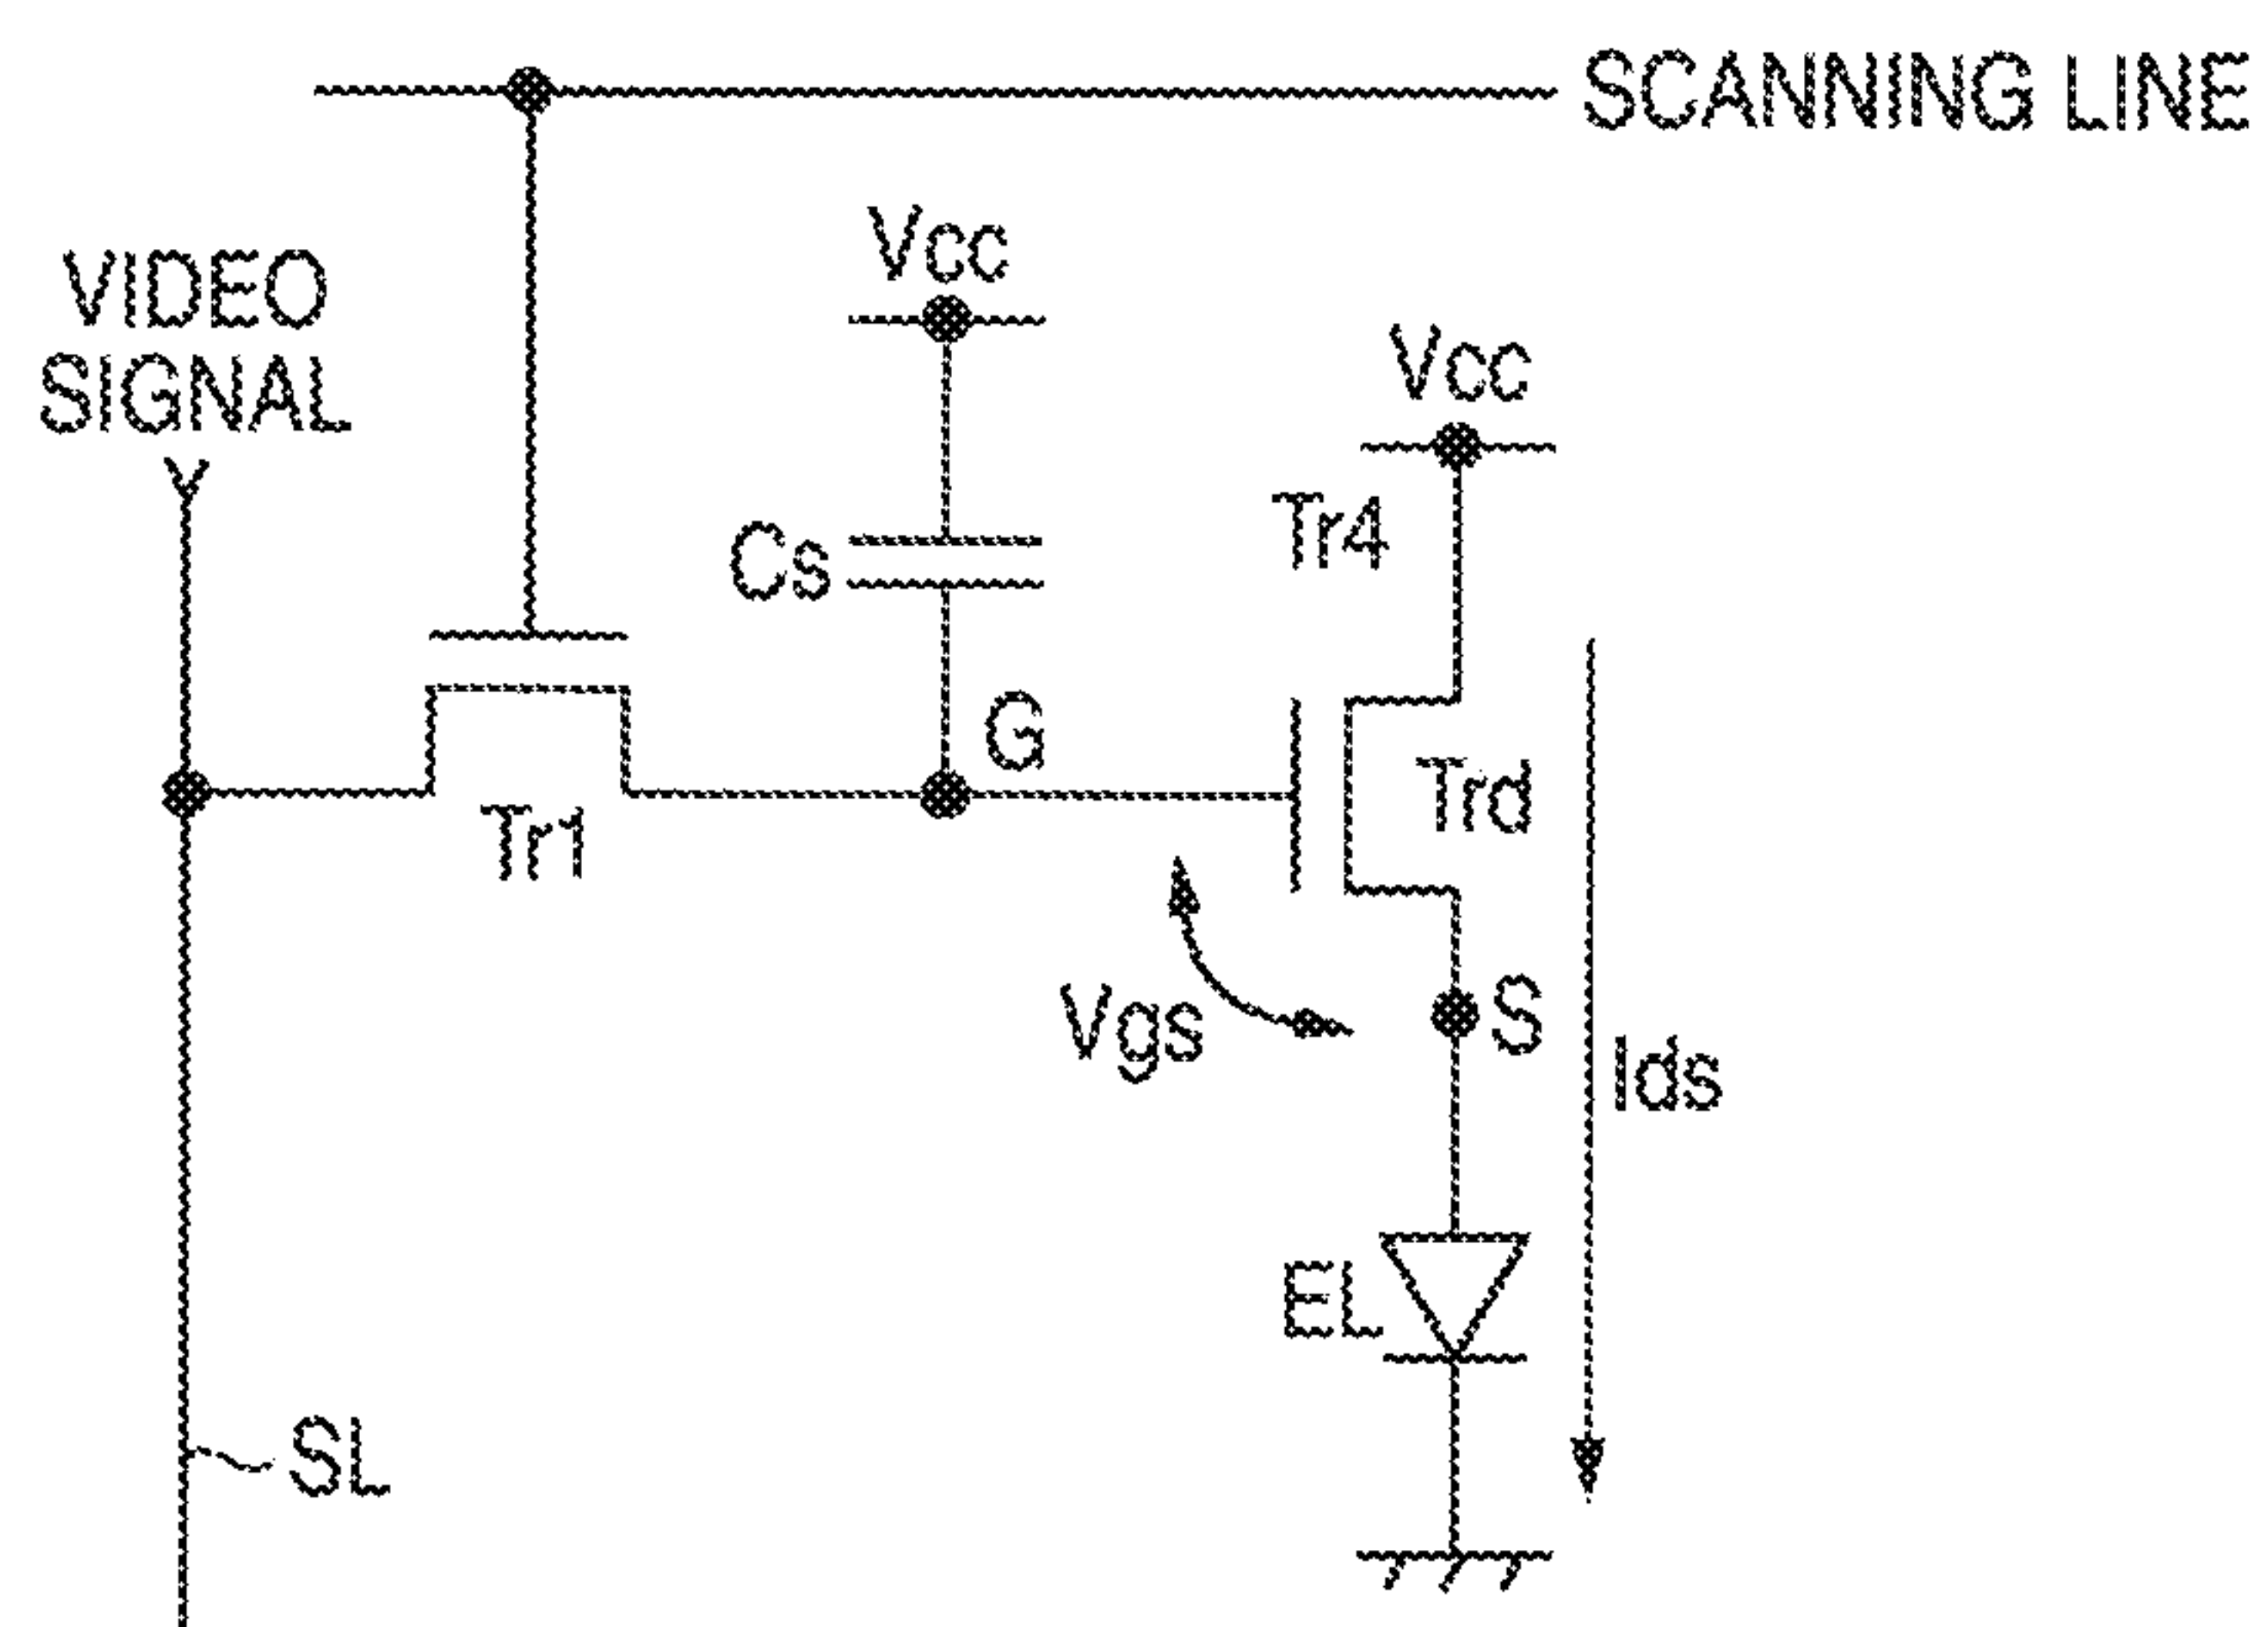 SCANNING LINE
VIDEO
SIGNAL
Vcc
Vcc
Tr4
Cs
G
Trd
Tr1
Vgs
S
Ids
EL
SL